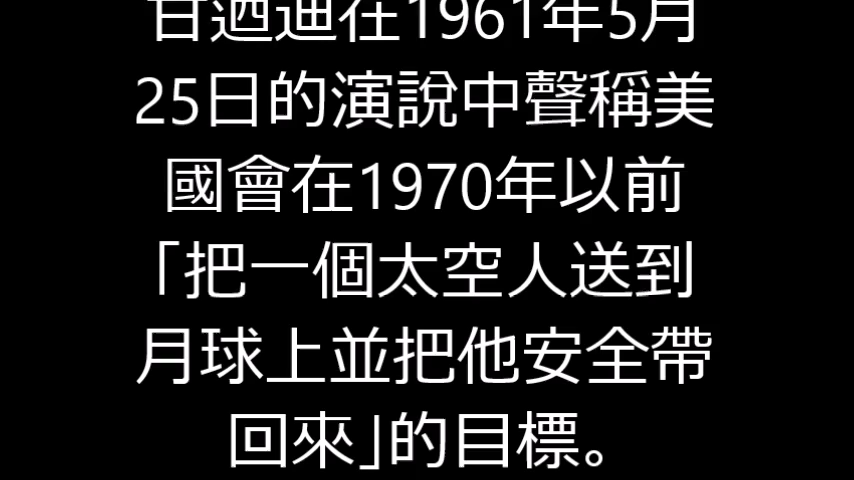 甘迺迪在1961年5月
25日的演說中聲稱美
國會在1970年以前
「把一個太空人送到
月球上並把他安全帶
回來」的目標。